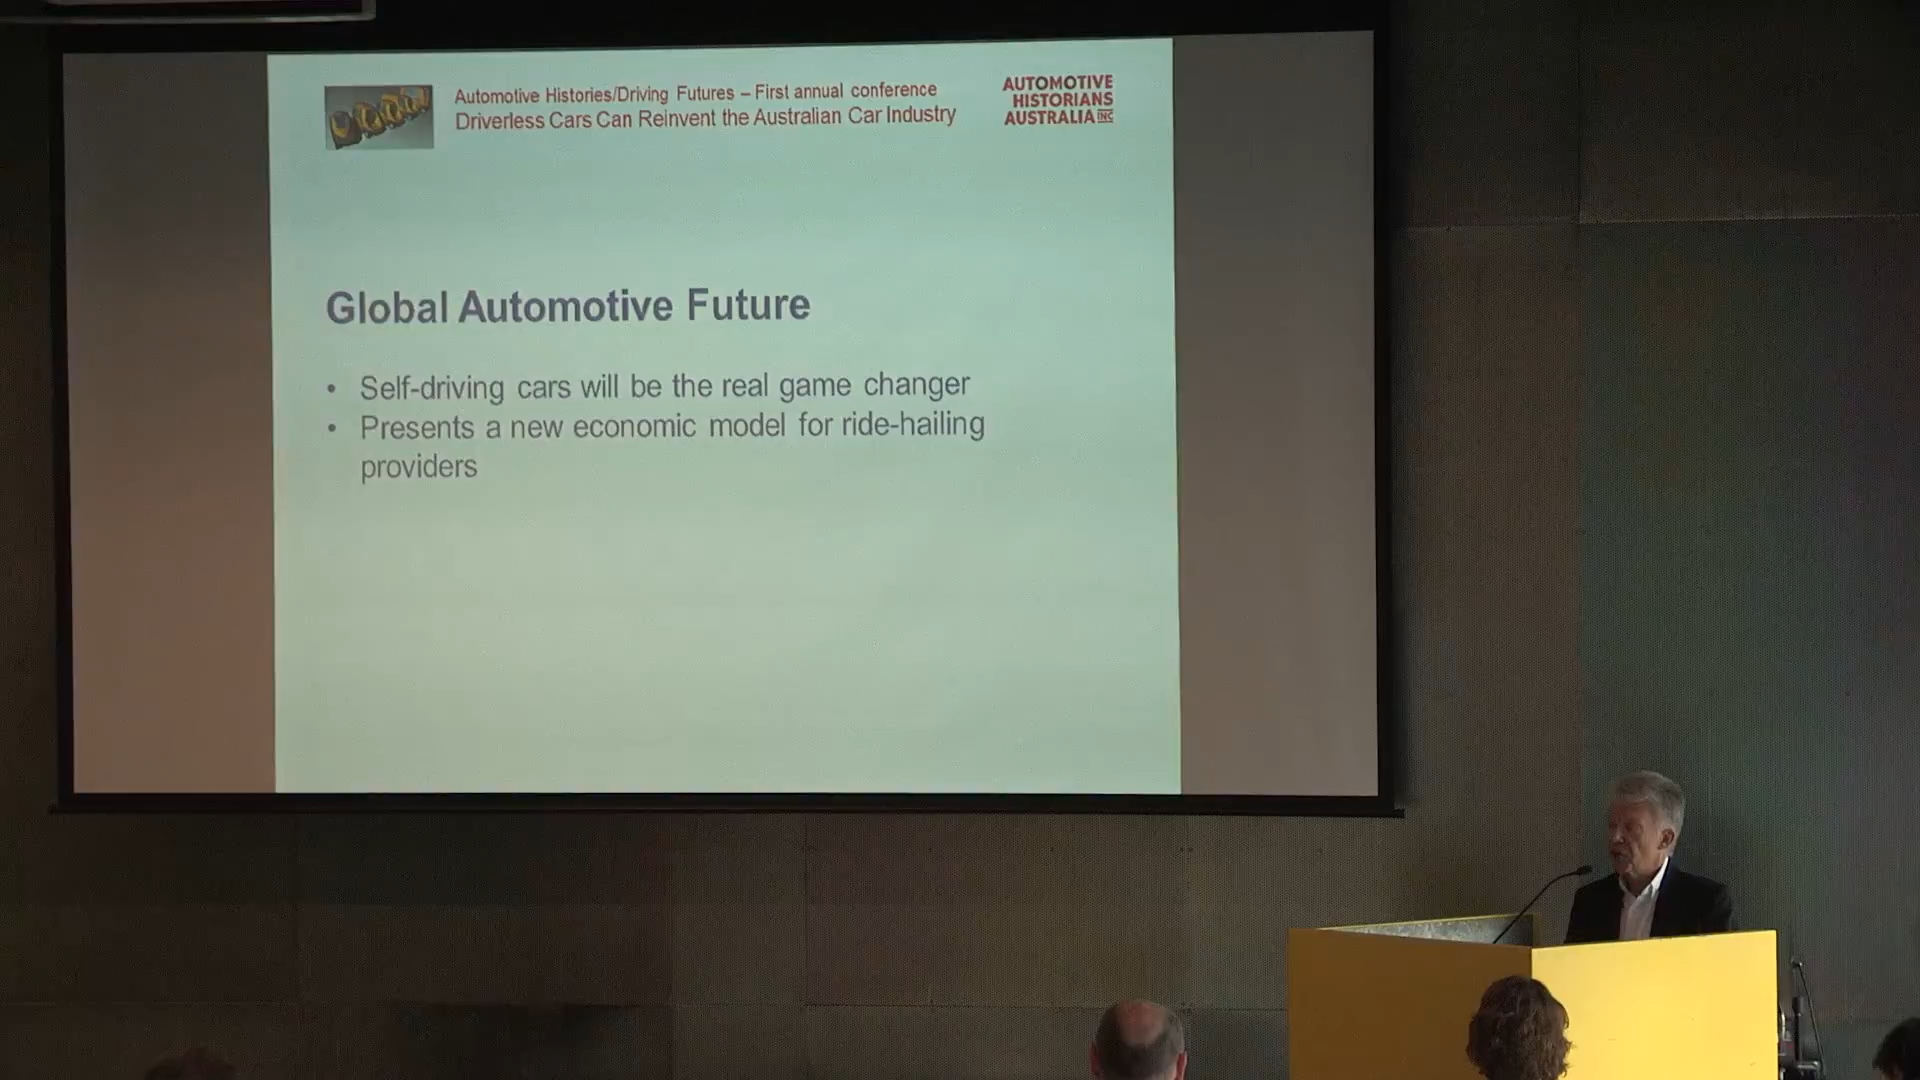 Automotive Histories/Driving Futures – First annual conference
Driverless Cars Can Reinvent the Australian Car Industry
AUTOMOTIVE
HISTORIANS
AUSTRALIA INC
Global Automotive Future
• Self-driving cars will be the real game changer
• Presents a new economic model for ride-hailing
providers